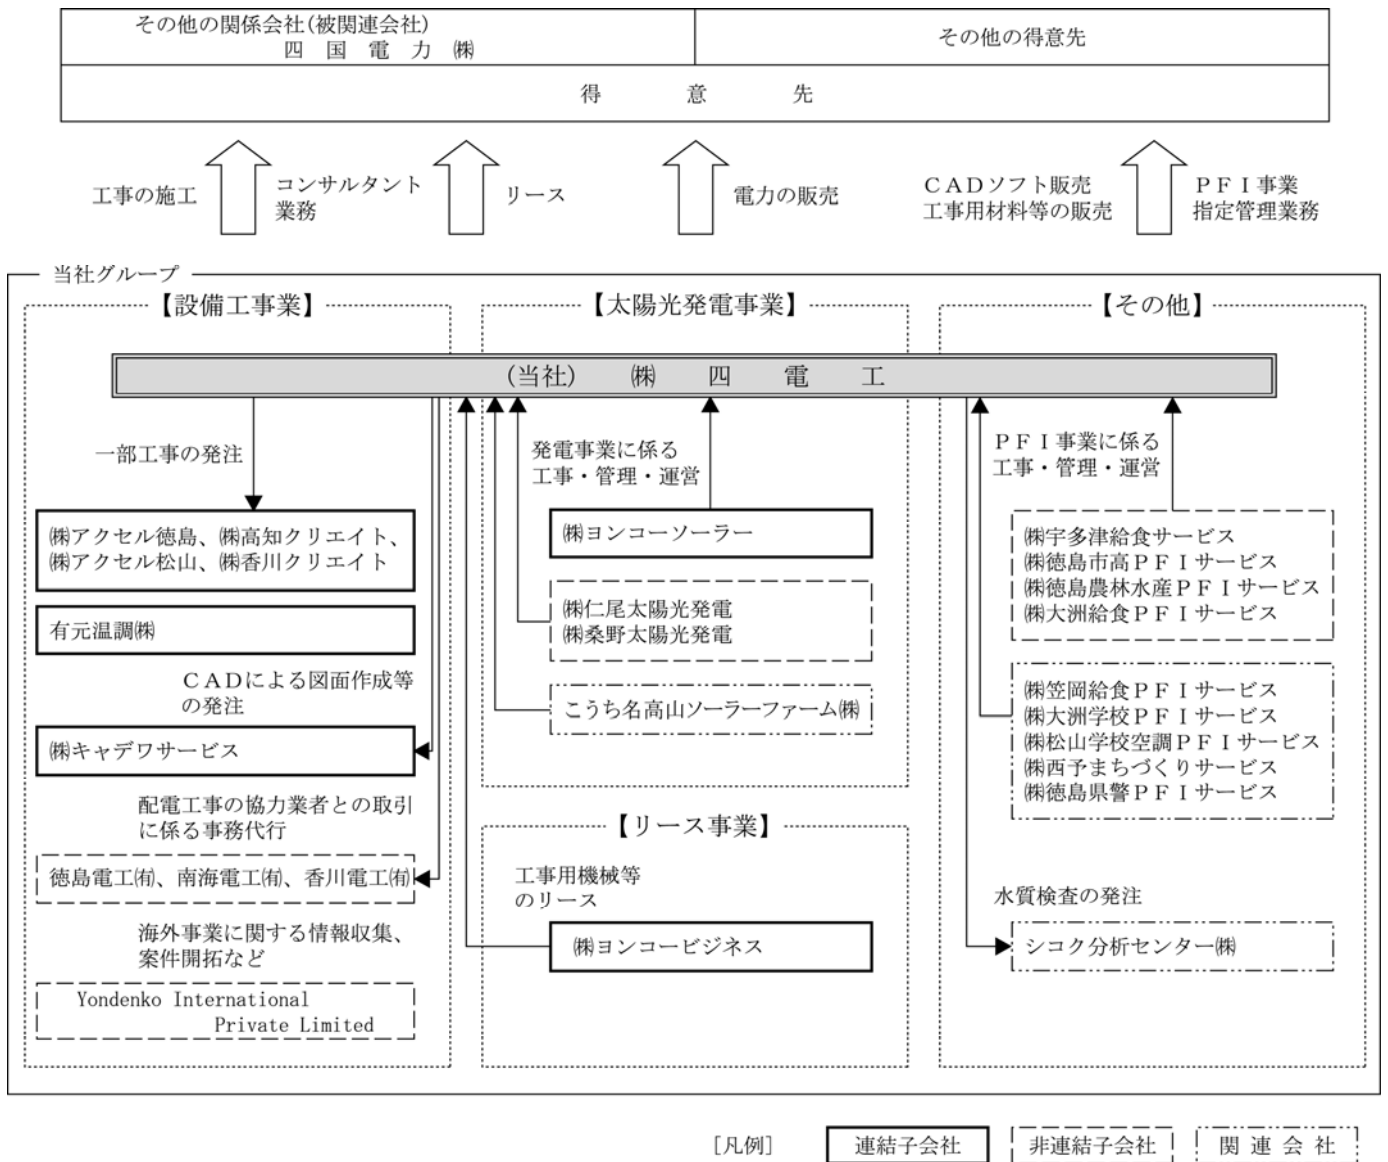 その他の関係会社(被関連会社)
四国電力㈱
その他の得意先
得意先
工事の施工
コンサルタント
業務
リース
電力の販売
ＣＡＤソフト販売
工事用材料等の販売
ＰＦＩ事業
指定管理業務
当社グループ
【設備工事業】
【太陽光発電事業】
【その他】
(当社) ㈱四電工
一部工事の発注
㈱アクセル徳島、㈱高知クリエイト、
㈱アクセル松山、㈱香川クリエイト
有元温調㈱
ＣＡＤによる図面作成等
の発注
㈱キャデワサービス
配電工事の協力業者との取引
に係る事務代行
徳島電工㈲、南海電工㈲、香川電工㈲
海外事業に関する情報収集、
案件開拓など
Yondenko International
Private Limited
発電事業に係る
工事・管理・運営
㈱ヨンコーソーラー
㈱仁尾太陽光発電
㈱桑野太陽光発電
こうち名高山ソーラーファーム㈱
【リース事業】
工事用機械等
のリース
㈱ヨンコービジネス
ＰＦＩ事業に係る
工事・管理・運営
㈱宇多津給食サービス
㈱徳島市高ＰＦＩサービス
㈱徳島農林水産ＰＦＩサービス
㈱大洲給食ＰＦＩサービス
㈱笠岡給食ＰＦＩサービス
㈱大洲学校ＰＦＩサービス
㈱松山学校空調ＰＦＩサービス
㈱西予まちづくりサービス
㈱徳島県警ＰＦＩサービス
水質検査の発注
シコク分析センター㈱
［凡例］
連結子会社
非連結子会社
関連会社